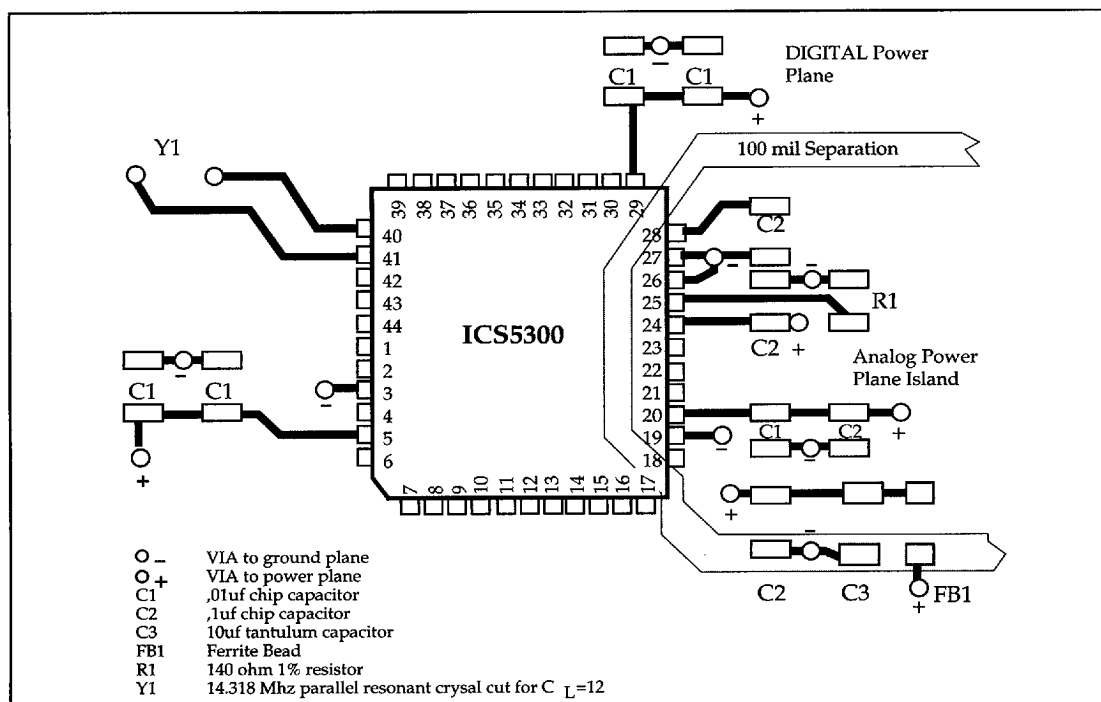 DIGITAL Power
Plane
C1 C1
+
100 mil Separation
Y1
39 38 37 36 35 34 33 32 31 30 29
40
41
42
43
44
1
2
3
4
5
6
ICS5300
28
27
26
25
24
23
22
21
20
19
18
7 8 9 10 11 12 13 14 15 16 17
C2
R1
C2 +
Analog Power
Plane Island
C1 C2 +
C1 C1
+
+
C2 C3 FB1
+
– VIA to ground plane
+ VIA to power plane
C1 ,01uf chip capacitor
C2 ,1uf chip capacitor
C3 10uf tantulum capacitor
FB1 Ferrite Bead
R1 140 ohm 1% resistor
Y1 14.318 Mhz parallel resonant crysal cut for C L=12